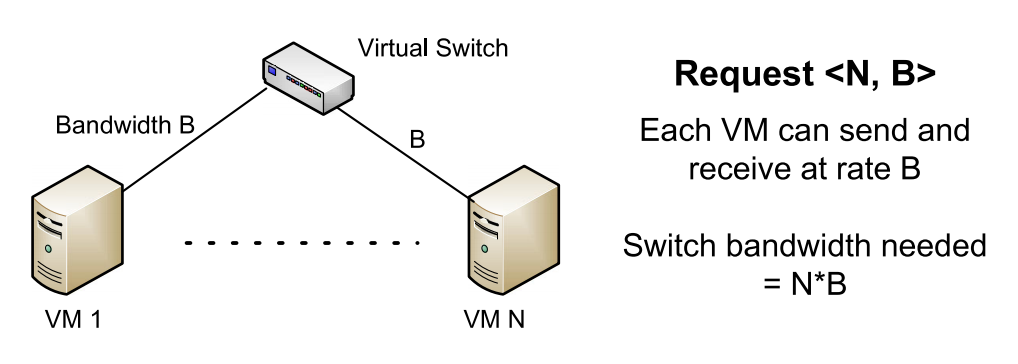 Virtual Switch
Bandwidth B
B
VM 1
VM N
Request <N, B>
Each VM can send and
receive at rate B
Switch bandwidth needed
= N*B